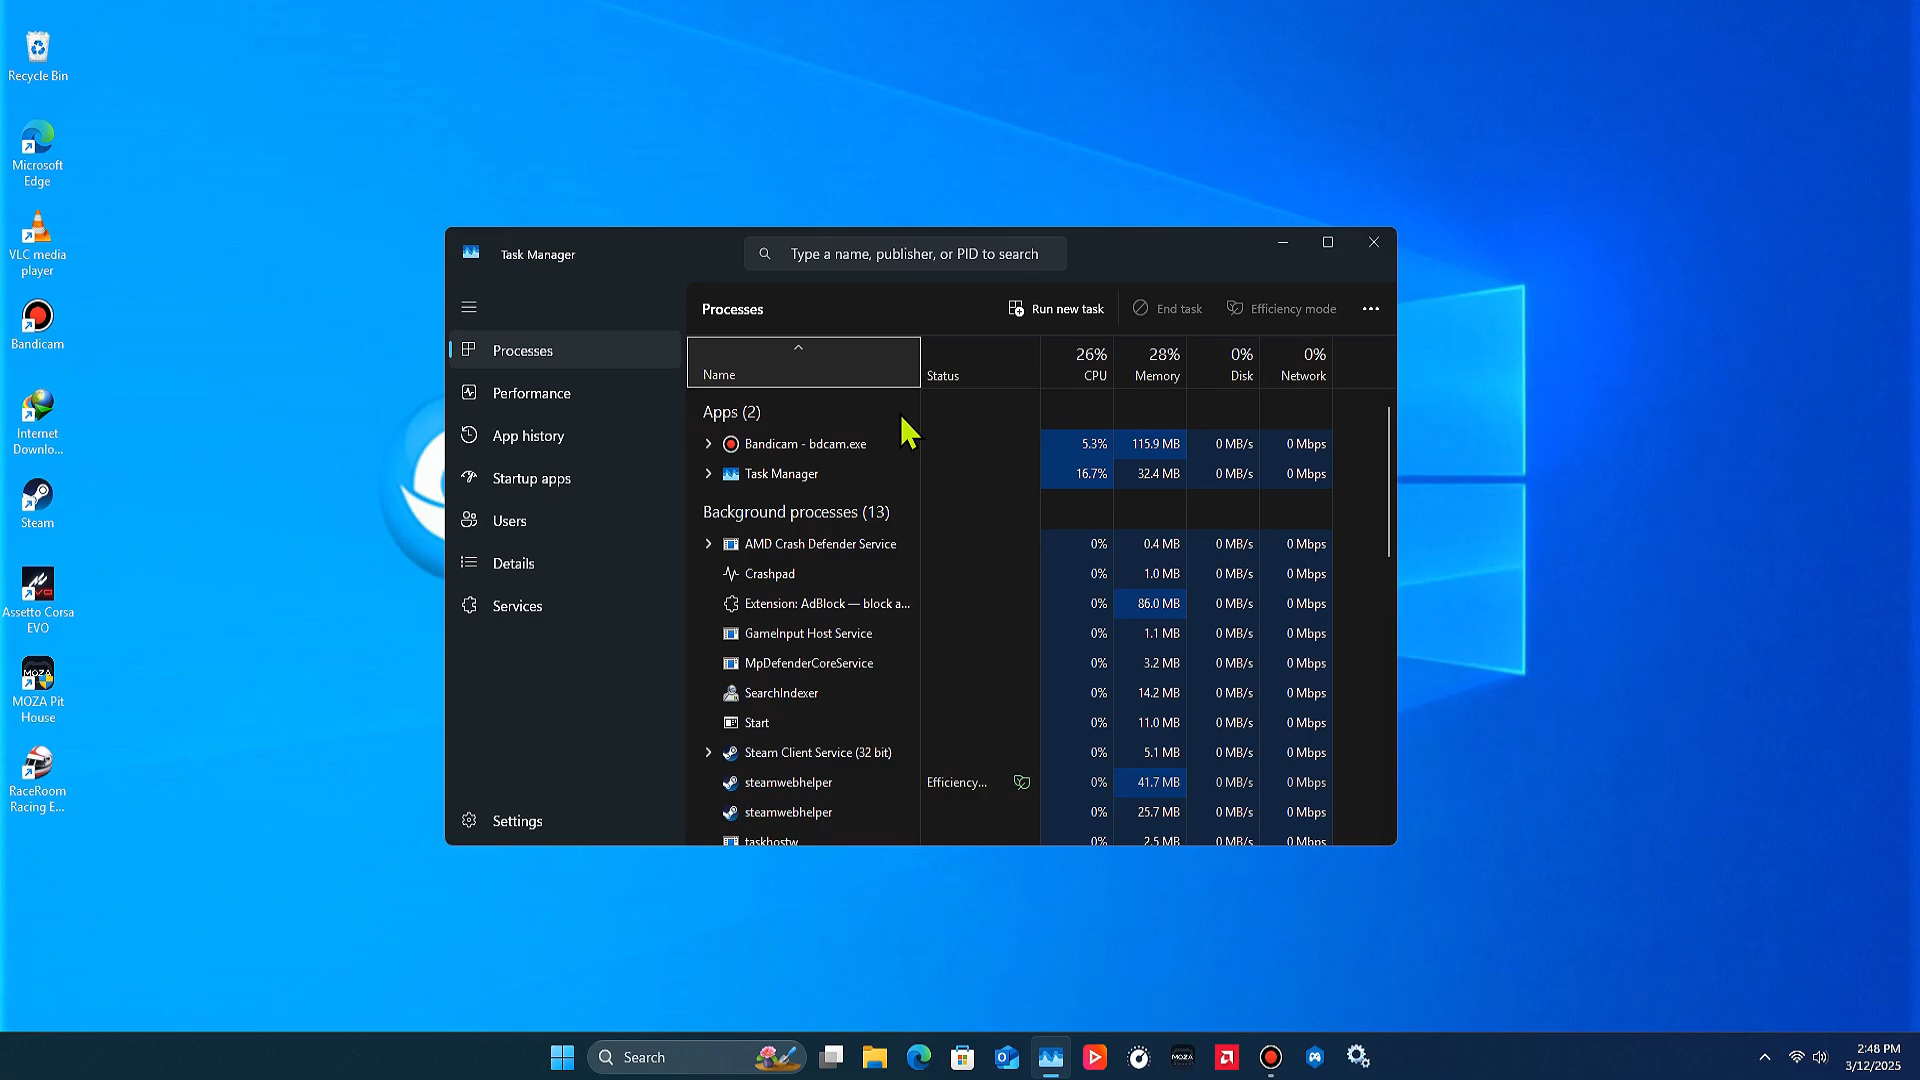 Recycle Bin
Microsoft
Edge
VLC media
player
Bandicam
Internet
Downlo...
Steam
Assetto Corsa
EVO
MOZA Pit
House
RaceRoom
Racing E...
Task Manager
Type a name, publisher, or PID to search
Processes
Performance
App history
Startup apps
Users
Details
Services
Settings
Processes
Run new task
End task
Efficiency mode
Name
Status
26%
CPU
28%
Memory
0%
Disk
0%
Network
Apps (2)
Bandicam - bdcam.exe 5.3% 115.9 MB 0 MB/s 0 Mbps
Task Manager 16.7% 32.4 MB 0 MB/s 0 Mbps
Background processes (13)
AMD Crash Defender Service 0% 0.4 MB 0 MB/s 0 Mbps
Crashpad 0% 1.0 MB 0 MB/s 0 Mbps
Extension: AdBlock — block a... 0% 86.0 MB 0 MB/s 0 Mbps
GameInput Host Service 0% 1.1 MB 0 MB/s 0 Mbps
MpDefenderCoreService 0% 3.2 MB 0 MB/s 0 Mbps
SearchIndexer 0% 14.2 MB 0 MB/s 0 Mbps
Start 0% 11.0 MB 0 MB/s 0 Mbps
Steam Client Service (32 bit) 0% 5.1 MB 0 MB/s 0 Mbps
steamwebhelper Efficiency... 0% 41.7 MB 0 MB/s 0 Mbps
steamwebhelper 0% 25.7 MB 0 MB/s 0 Mbps
taskhostw 0% 2.5 MB 0 MB/s 0 Mbps
Search
MOZA
2:48 PM
3/12/2025